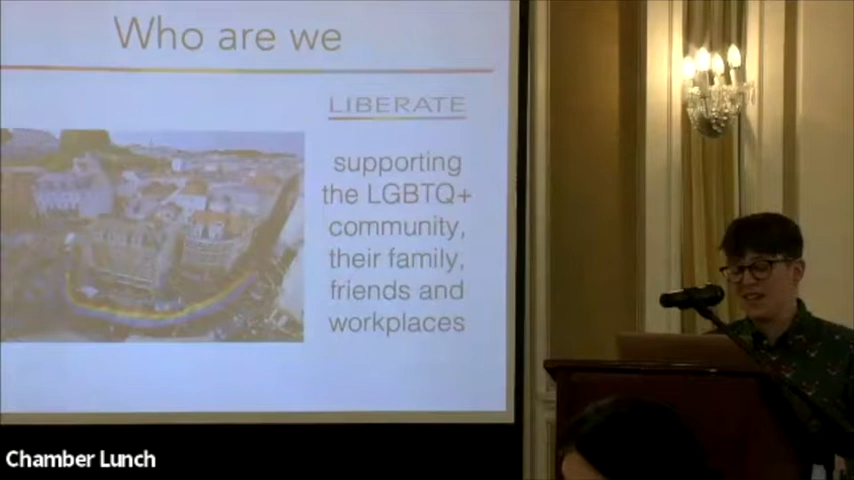 Who are we
LIBERATE
supporting
the LGBTQ+
community,
their family,
friends and
workplaces
Chamber Lunch